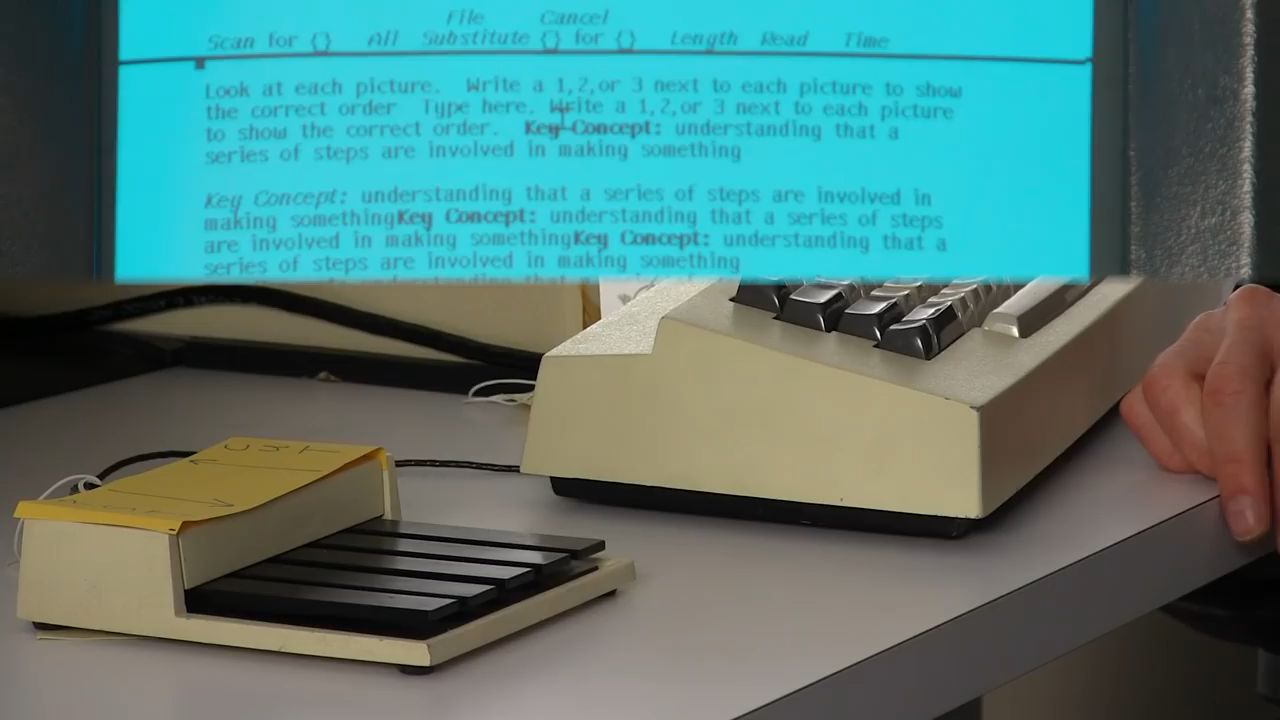 File Cancel
Scan for {} All Substitute {} for {} Length Read Time
Look at each picture. Write a 1,2,or 3 next to each picture to show
the correct order Type here. Write a 1,2,or 3 next to each picture
to show the correct order. Key Concept: understanding that a
series of steps are involved in making something
Key Concept: understanding that a series of steps are involved in
making somethingKey Concept: understanding that a series of steps
are involved in making somethingKey Concept: understanding that a
series of steps are involved in making something